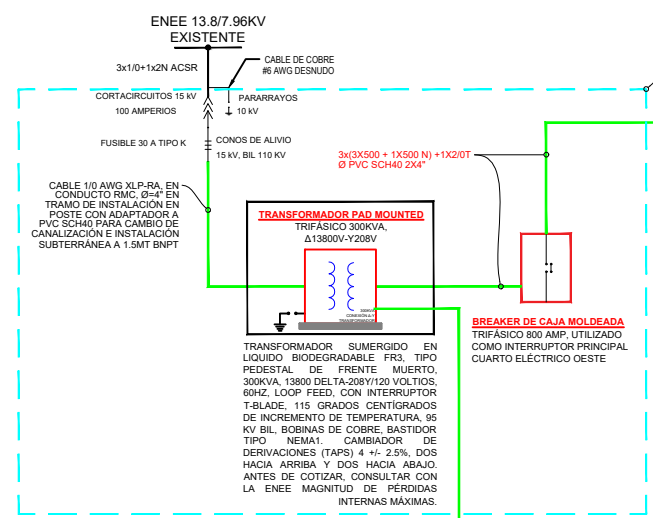 ENEE 13.8/7.96KV
EXISTENTE
3x1/0+1x2N ACSR
CABLE DE COBRE
#6 AWG DESNUDO
CORTACIRCUITOS 15 kV
100 AMPERIOS
PARARRAYOS
10 kV
FUSIBLE 30 A TIPO K
CONOS DE ALIVIO
15 kV, BIL 110 KV
3x(3X500 + 1X500 N) +1X2/0T
Ø PVC SCH40 2X4"
CABLE 1/0 AWG XLP-RA, EN
CONDUCTO RMC, Ø=4" EN
TRAMO DE INSTALACIÓN EN
POSTE CON ADAPTADOR A
PVC SCH40 PARA CAMBIO DE
CANALIZACIÓN E INSTALACIÓN
SUBTERRÁNEA A 1.5MT BNPT
TRANSFORMADOR PAD MOUNTED
TRIFÁSICO 300KVA,
Δ13800V-Y208V
300KVA
CONEXIÓN Δ-Y
TRANSFORMADOR
BREAKER DE CAJA MOLDEADA
TRIFÁSICO 800 AMP, UTILIZADO
COMO INTERRUPTOR PRINCIPAL
CUARTO ELÉCTRICO OESTE
TRANSFORMADOR SUMERGIDO EN
LIQUIDO BIODEGRADABLE FR3, TIPO
PEDESTAL DE FRENTE MUERTO,
300KVA, 13800 DELTA-208Y/120 VOLTIOS,
60HZ, LOOP FEED, CON INTERRUPTOR
T-BLADE, 115 GRADOS CENTÍGRADOS
DE INCREMENTO DE TEMPERATURA, 95
KV BIL, BOBINAS DE COBRE, BASTIDOR
TIPO NEMA1. CAMBIADOR DE
DERIVACIONES (TAPS) 4 +/- 2.5%, DOS
HACIA ARRIBA Y DOS HACIA ABAJO.
ANTES DE COTIZAR, CONSULTAR CON
LA ENEE MAGNITUD DE PÉRDIDAS
INTERNAS MÁXIMAS.